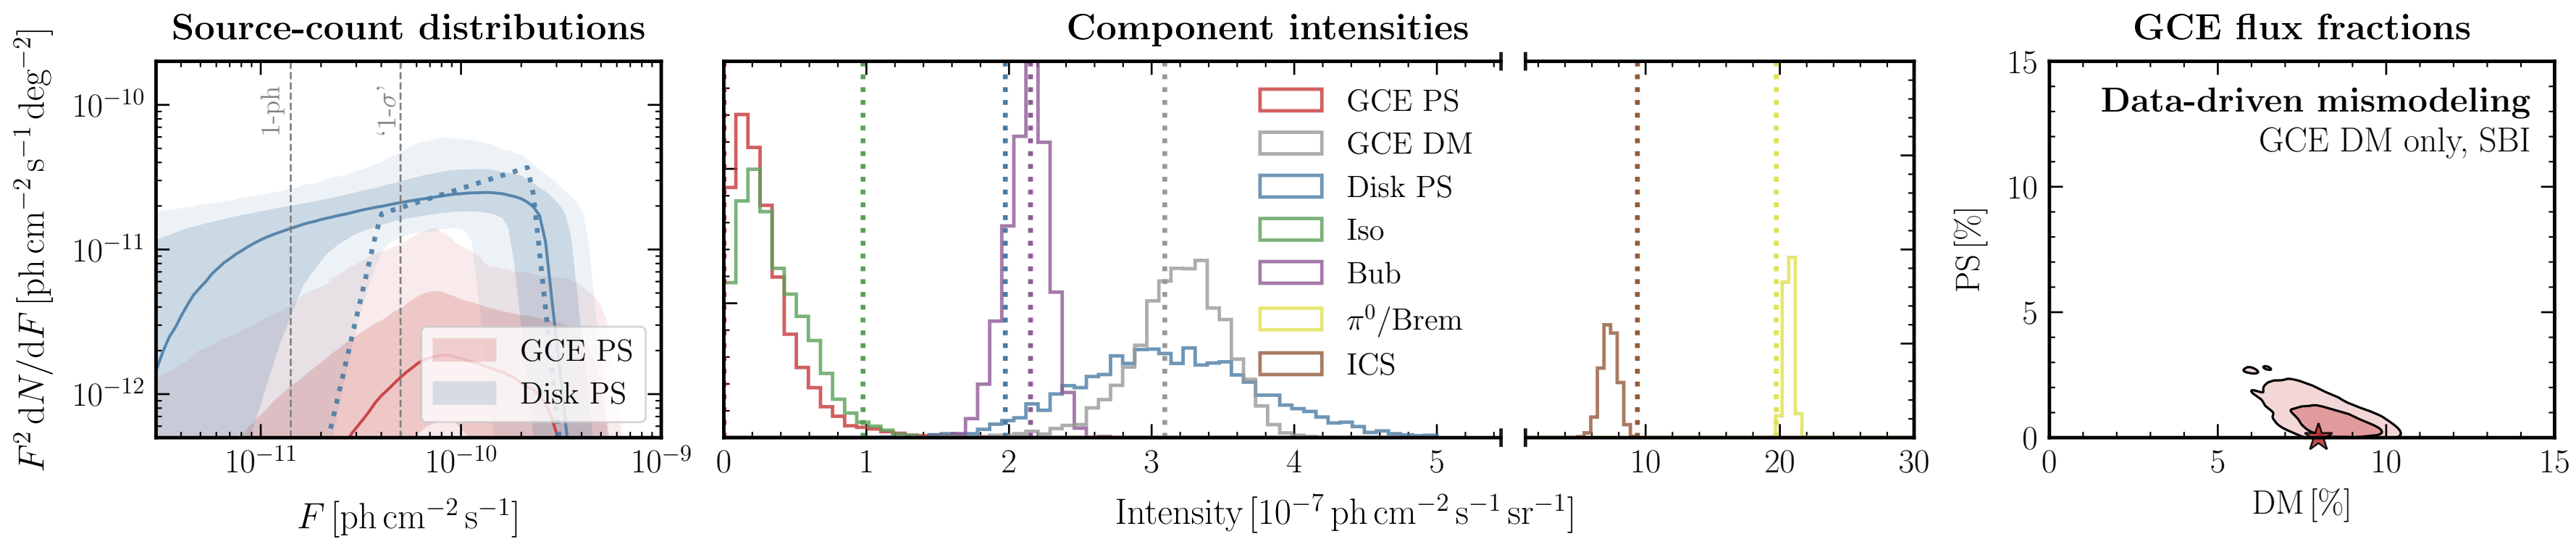 Source-count distributions
F² dN/dF [ph cm⁻² s⁻¹ deg⁻²]
10⁻¹⁰
10⁻¹¹
10⁻¹²
1-ph
‘1-σ’
GCE PS
Disk PS
10⁻¹¹ 10⁻¹⁰ 10⁻⁹
F [ph cm⁻² s⁻¹]
Component intensities
GCE PS
GCE DM
Disk PS
Iso
Bub
π⁰/Brem
ICS
0 1 2 3 4 5 10 20 30
Intensity [10⁻⁷ ph cm⁻² s⁻¹ sr⁻¹]
GCE flux fractions
Data-driven mismodeling
GCE DM only, SBI
PS [%]
15
10
5
0
0 5 10 15
DM [%]